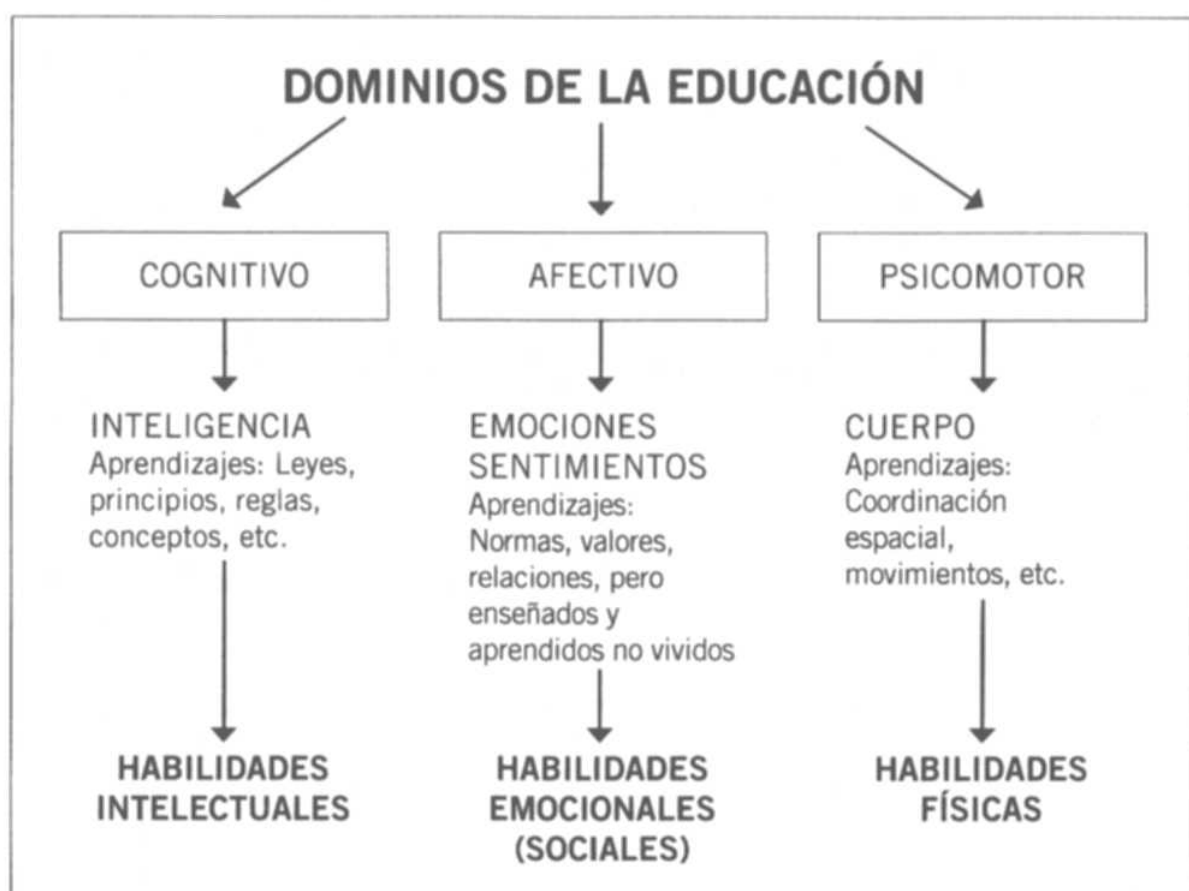 DOMINIOS DE LA EDUCACIÓN
COGNITIVO
AFECTIVO
PSICOMOTOR
INTELIGENCIA
Aprendizajes: Leyes,
principios, reglas,
conceptos, etc.
EMOCIONES
SENTIMIENTOS
Aprendizajes:
Normas, valores,
relaciones, pero
enseñados y
aprendidos no vividos
CUERPO
Aprendizajes:
Coordinación
espacial,
movimientos, etc.
HABILIDADES
INTELECTUALES
HABILIDADES
EMOCIONALES
(SOCIALES)
HABILIDADES
FÍSICAS